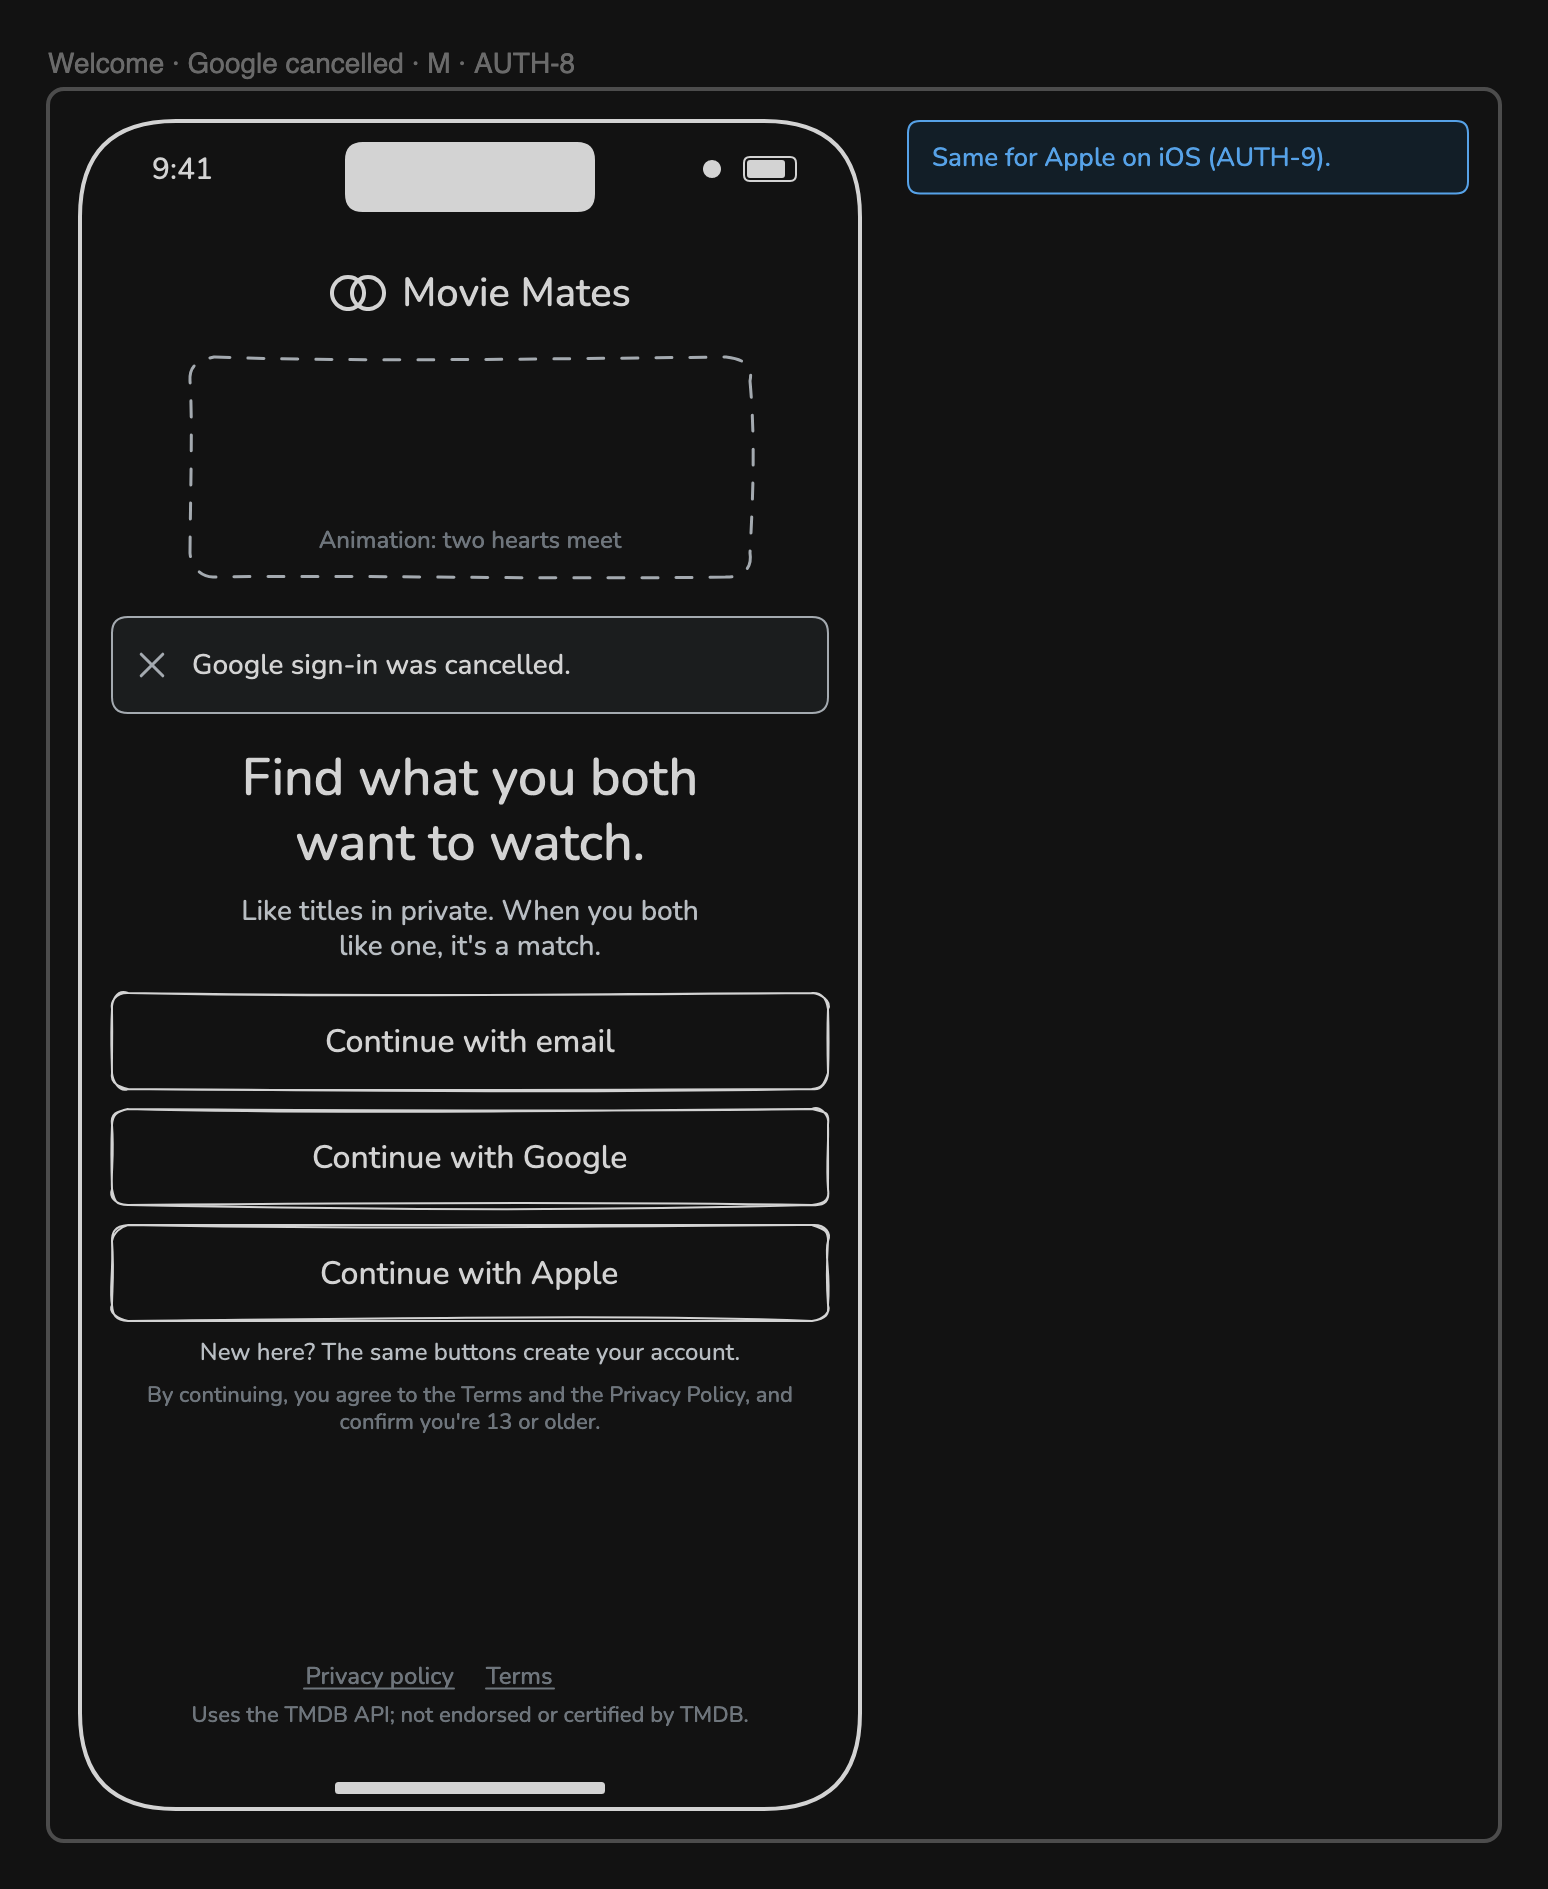 Welcome · Google cancelled · M · AUTH-8
9:41
Movie Mates
Animation: two hearts meet
Google sign-in was cancelled.
Find what you both
want to watch.
Like titles in private. When you both
like one, it's a match.
Continue with email
Continue with Google
Continue with Apple
New here? The same buttons create your account.
By continuing, you agree to the Terms and the Privacy Policy, and
confirm you're 13 or older.
Privacy policy Terms
Uses the TMDB API; not endorsed or certified by TMDB.
Same for Apple on iOS (AUTH-9).